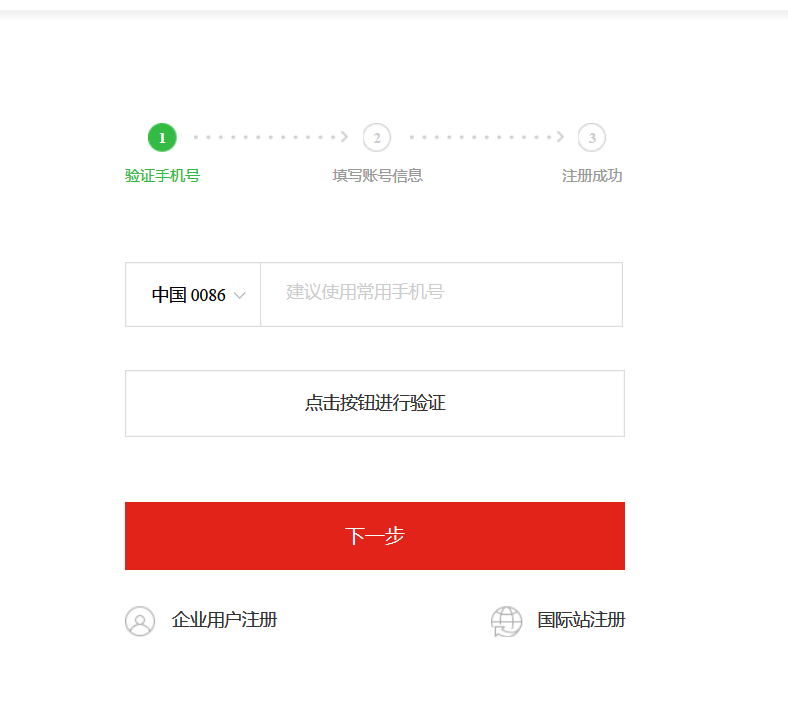 1 2 3
验证手机号 填写账号信息 注册成功
中国 0086 建议使用常用手机号
点击按钮进行验证
下一步
企业用户注册 国际站注册